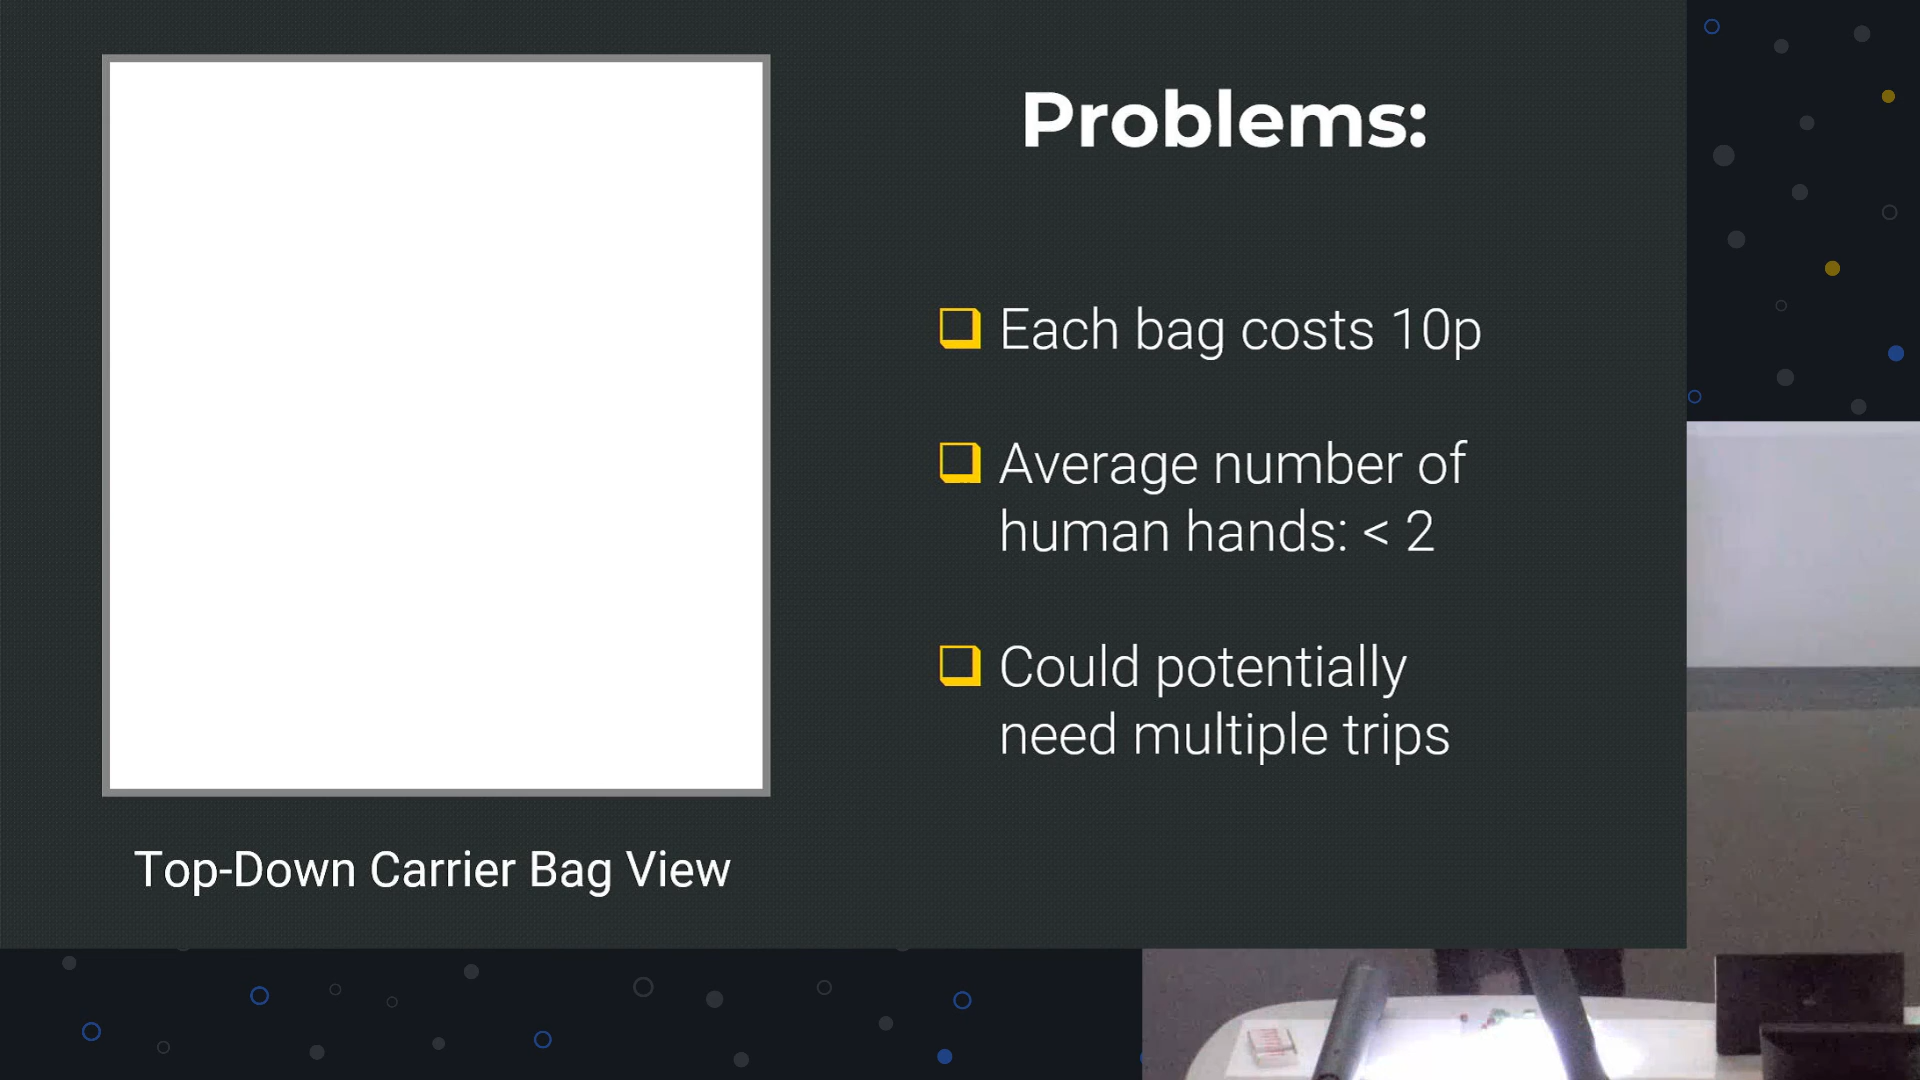 Problems:
Each bag costs 10p
Average number of
human hands: < 2
Could potentially
need multiple trips
Top-Down Carrier Bag View